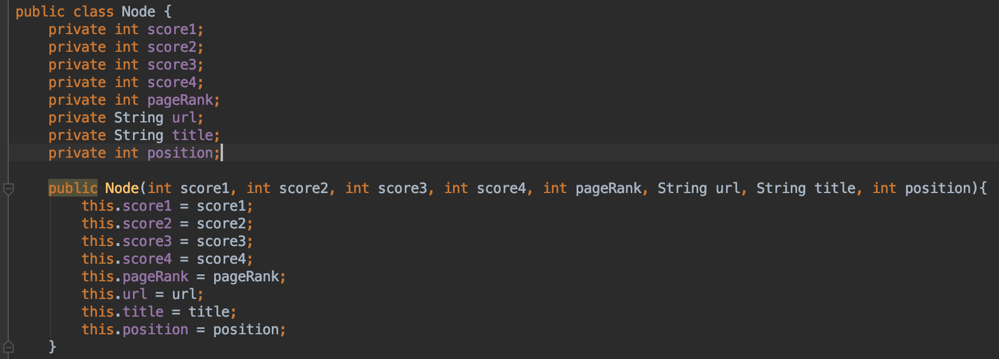 public class Node {
    private int score1;
    private int score2;
    private int score3;
    private int score4;
    private int pageRank;
    private String url;
    private String title;
    private int position;

    public Node(int score1, int score2, int score3, int score4, int pageRank, String url, String title, int position){
        this.score1 = score1;
        this.score2 = score2;
        this.score3 = score3;
        this.score4 = score4;
        this.pageRank = pageRank;
        this.url = url;
        this.title = title;
        this.position = position;
    }